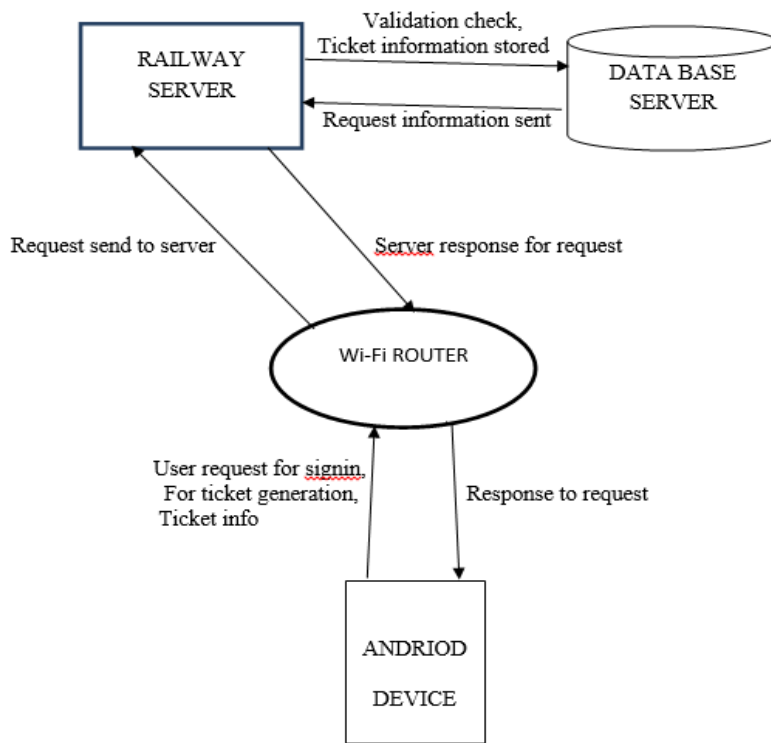 Validation check,
Ticket information stored
RAILWAY
SERVER
DATA BASE
SERVER
Request information sent
Request send to server
Server response for request
Wi-Fi ROUTER
User request for signin,
For ticket generation,
Ticket info
Response to request
ANDRIOD
DEVICE